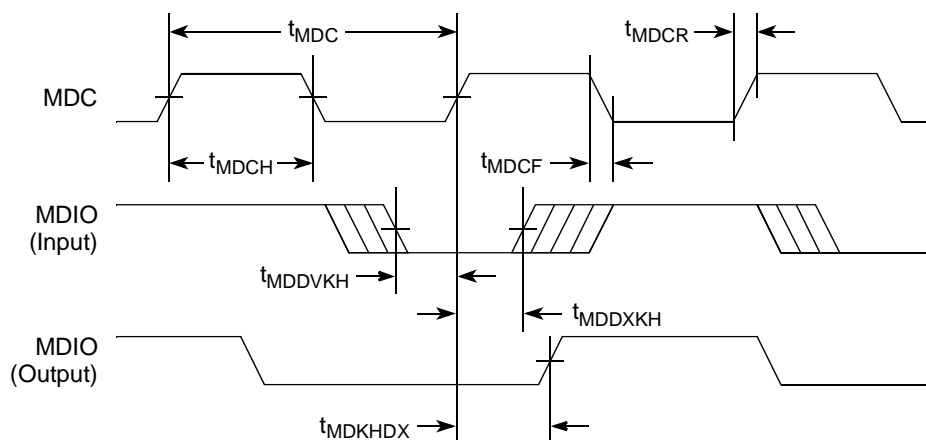 tMDC
tMDCR
MDC
tMDCH
tMDCF
MDIO
(Input)
tMDDVKH
tMDDXKH
MDIO
(Output)
tMDKHDX